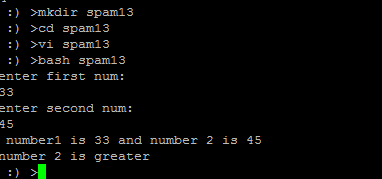 :) >mkdir spam13
:) >cd spam13
:) >vi spam13
:) >bash spam13
enter first num:
33
enter second num:
45
number1 is 33 and number 2 is 45
number 2 is greater
:) >